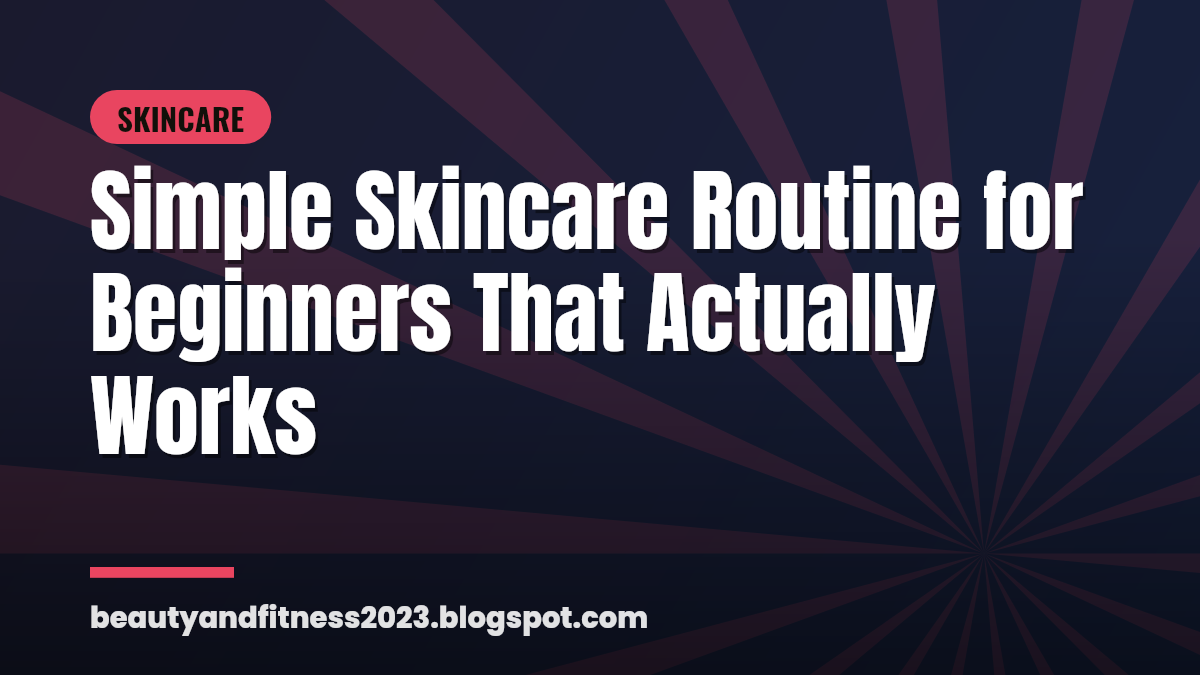 SKINCARE
Simple Skincare Routine for
Beginners That Actually
Works
beautyandfitness2023.blogspot.com